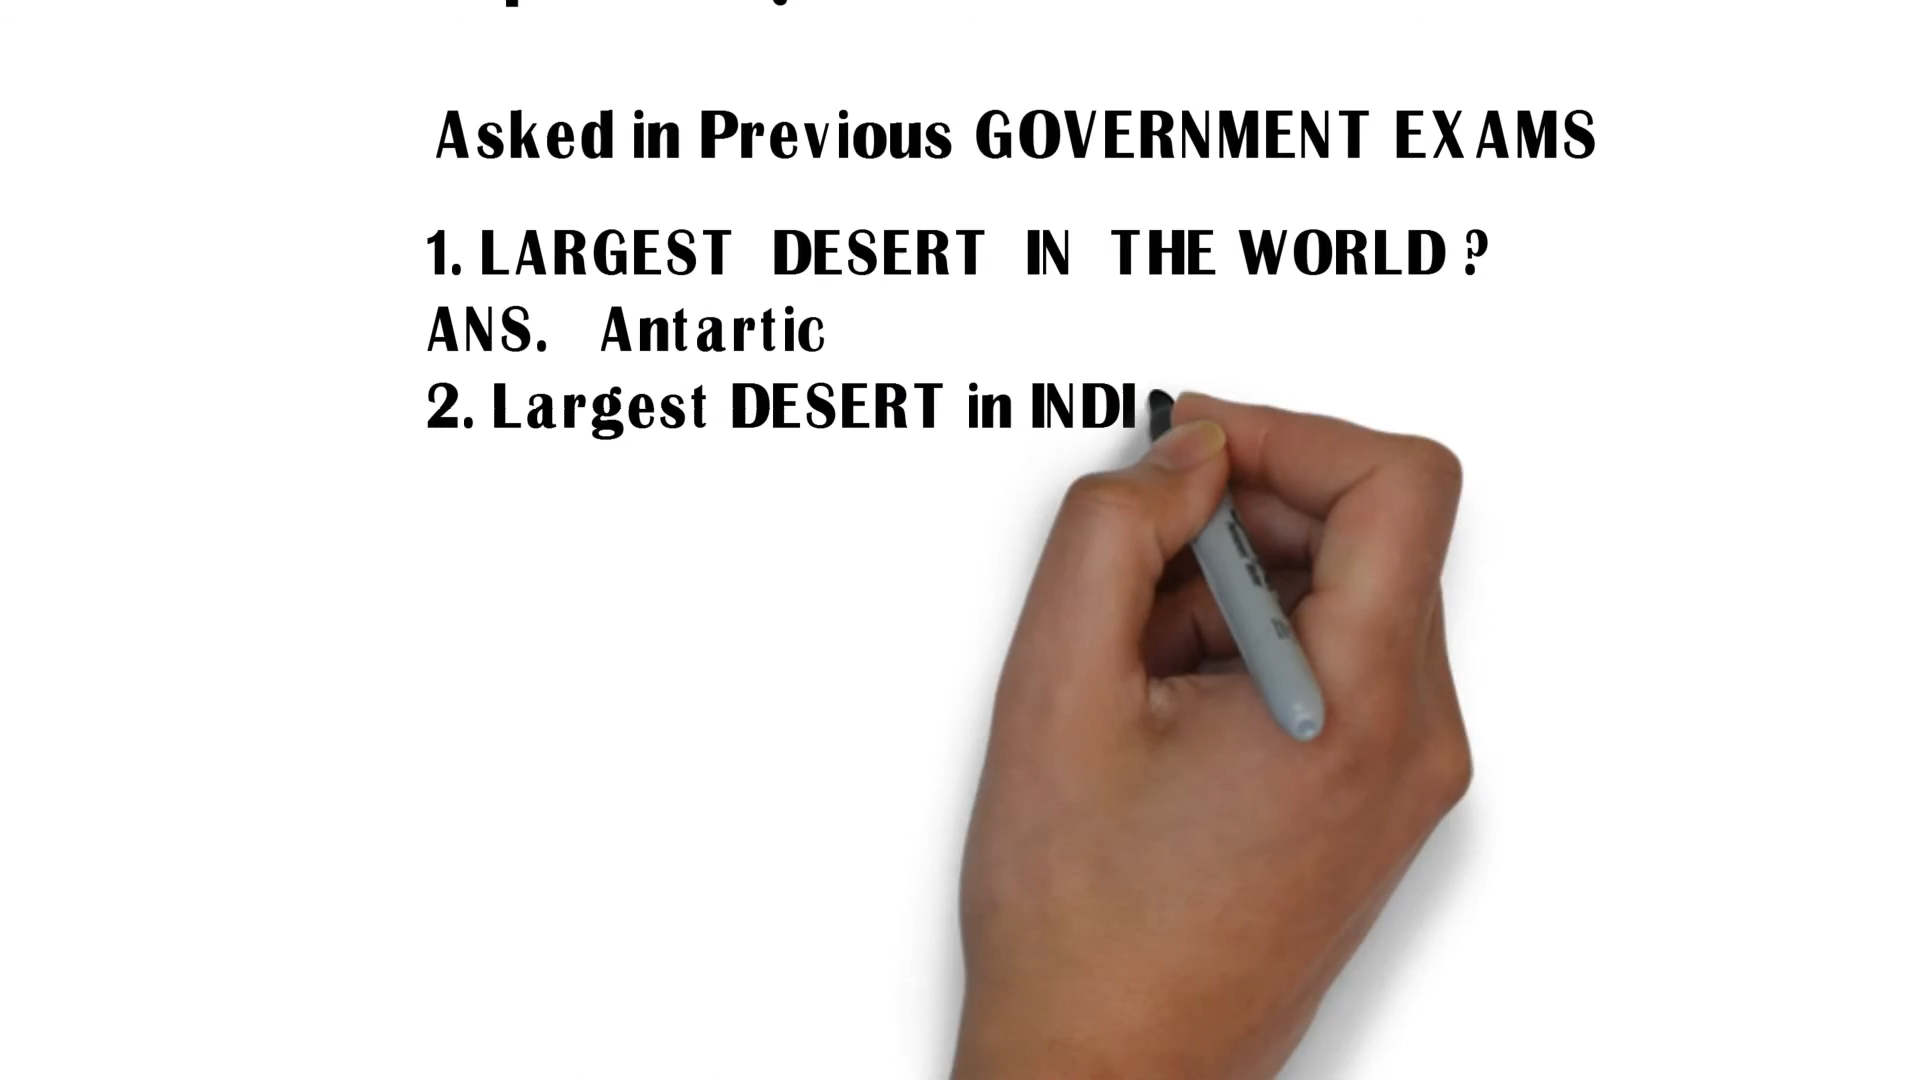 Asked in Previous GOVERNMENT EXAMS
1. LARGEST DESERT IN THE WORLD ?
ANS. Antartic
2. Largest DESERT in INDI